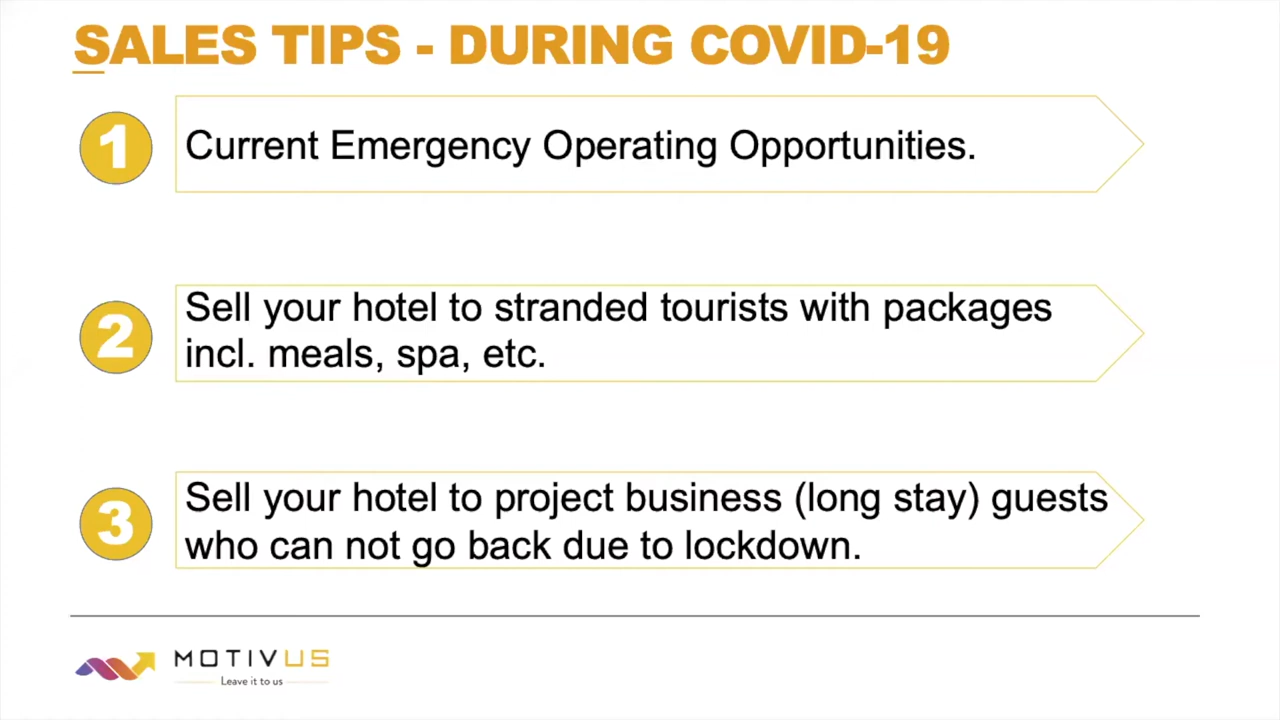 SALES TIPS - DURING COVID-19
1
Current Emergency Operating Opportunities.
2
Sell your hotel to stranded tourists with packages
incl. meals, spa, etc.
3
Sell your hotel to project business (long stay) guests
who can not go back due to lockdown.
MOTIVUS
Leave it to us